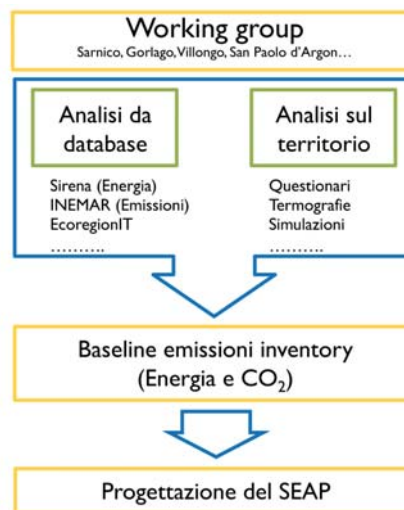 Working group
Sarnico, Gorlago, Villongo, San Paolo d'Argon...
Analisi da
database
Sirena (Energia)
INEMAR (Emissioni)
EcoregionIT
..........
Analisi sul
territorio
Questionari
Termografie
Simulazioni
..........
Baseline emissioni inventory
(Energia e CO₂)
Progettazione del SEAP